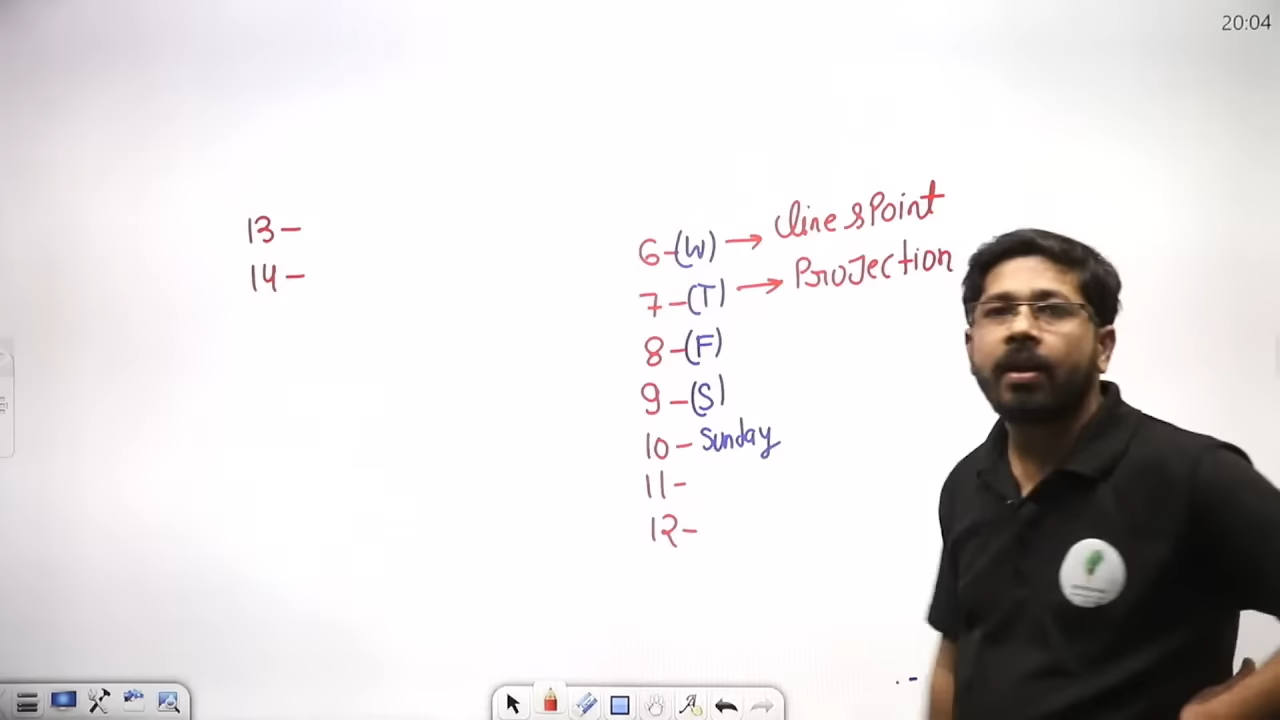 20:04
13-
14-
6-(W) → Line & Point
7-(T) → Projection
8-(F)
9-(S)
10- Sunday
11-
12-